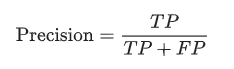 Precision = TP / (TP + FP)